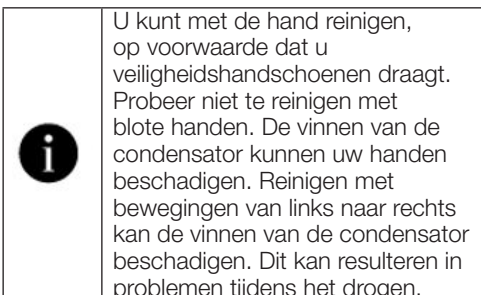 U kunt met de hand reinigen,
op voorwaarde dat u
veiligheidshandschoenen draagt.
Probeer niet te reinigen met
blote handen. De vinnen van de
condensator kunnen uw handen
beschadigen. Reinigen met
bewegingen van links naar rechts
kan de vinnen van de condensator
beschadigen. Dit kan resulteren in
problemen tijdens het drogen.